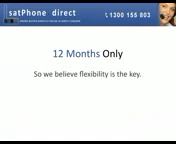 satPhone direct
1300 155 803
12 Months Only
So we believe flexibility is the key.